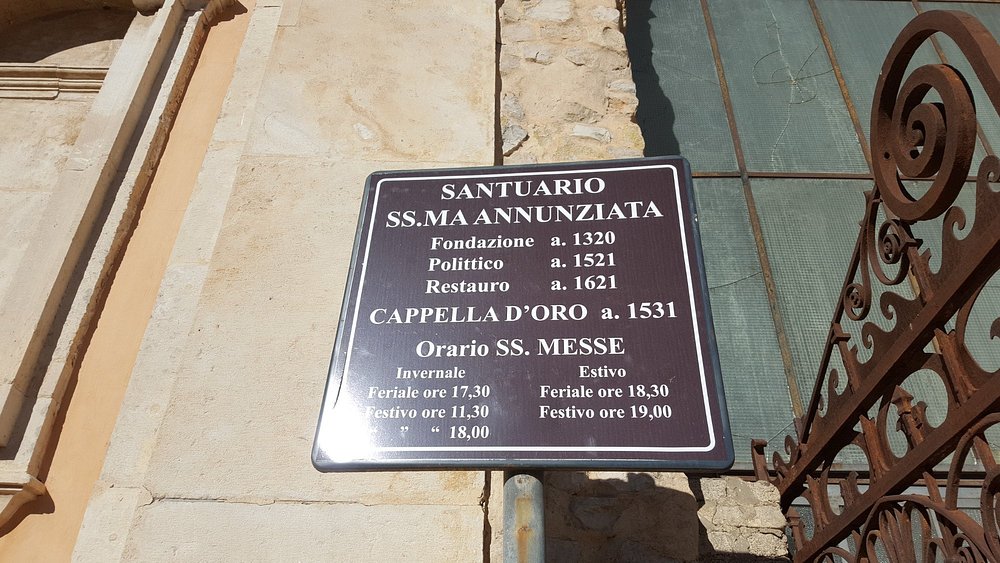 SANTUARIO
SS.MA ANNUNZIATA
Fondazione a. 1320
Polittico a. 1521
Restauro a. 1621
CAPPELLA D'ORO a. 1531
Orario SS. MESSE
Invernale Estivo
Feriale ore 17,30 Feriale ore 18,30
Festivo ore 11,30 Festivo ore 19,00
" ” “ 18,00